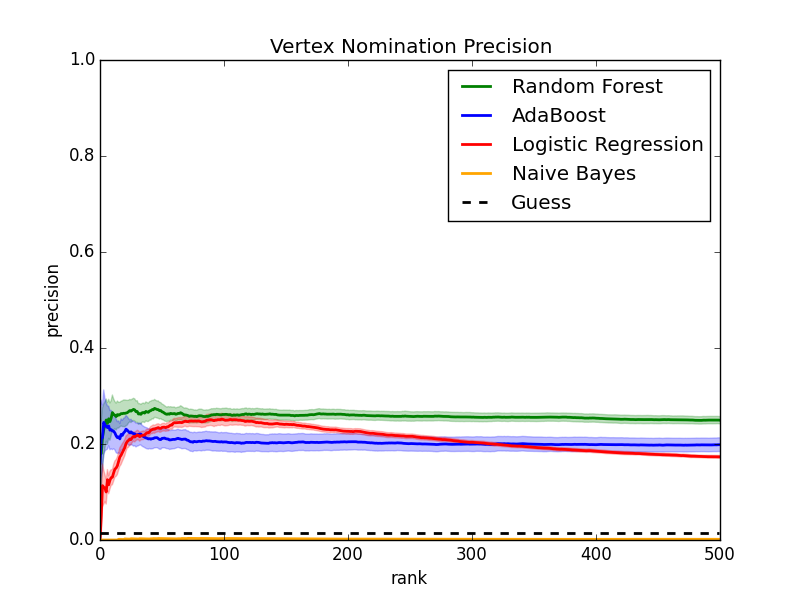 Vertex Nomination Precision
1.0
0.8
0.6
0.4
0.2
0.0
precision
Random Forest
AdaBoost
Logistic Regression
Naive Bayes
Guess
0
100
200
300
400
500
rank